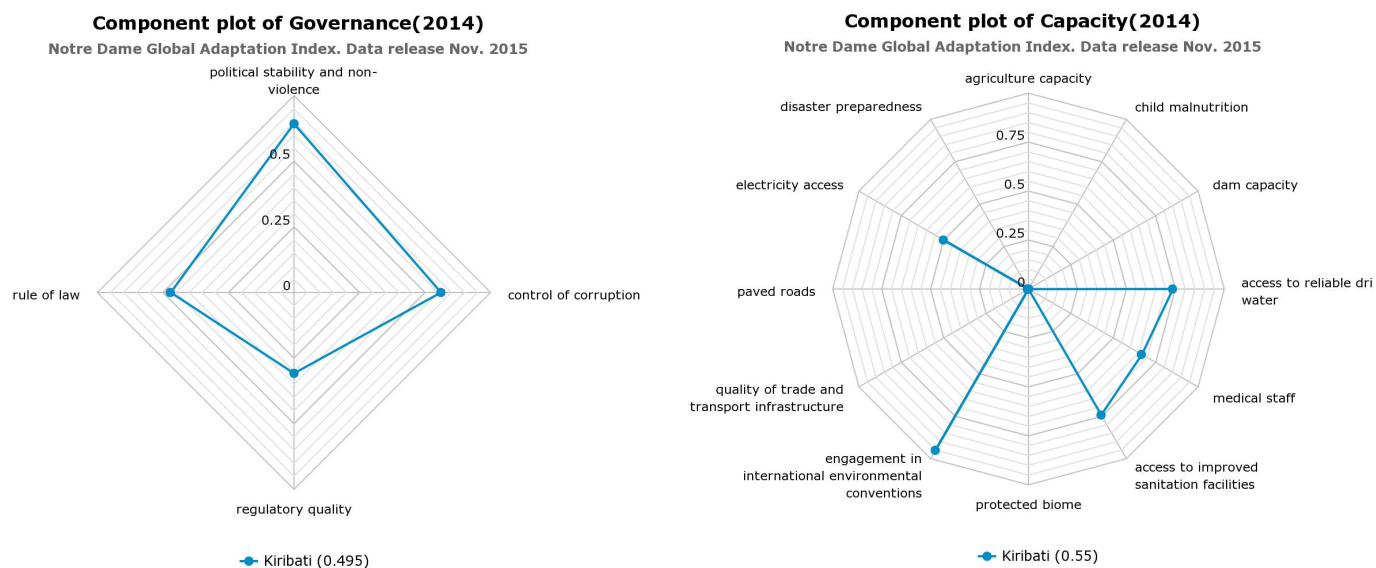 Component plot of Governance(2014)
Notre Dame Global Adaptation Index. Data release Nov. 2015
political stability and non-
violence
0.5
0.25
0
rule of law
control of corruption
regulatory quality
Kiribati (0.495)
Component plot of Capacity(2014)
Notre Dame Global Adaptation Index. Data release Nov. 2015
agriculture capacity
disaster preparedness
child malnutrition
0.75
electricity access
0.5
dam capacity
0.25
0
paved roads
access to reliable dri
water
quality of trade and
transport infrastructure
medical staff
engagement in
international environmental
conventions
access to improved
sanitation facilities
protected biome
Kiribati (0.55)